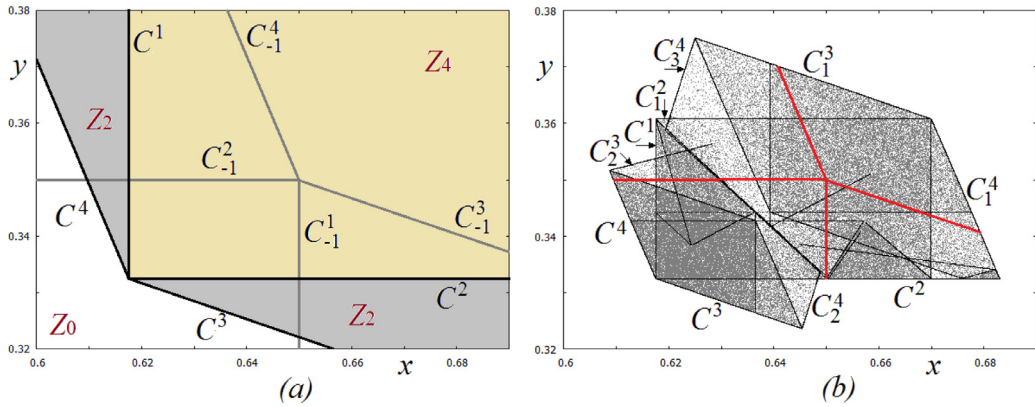 0.38
C^1
C^4_{-1}
Z_4
y
0.36
Z_2
C^2_{-1}
C^4
C^1_{-1}
C^3_{-1}
0.34
C^2
Z_0
C^3
Z_2
0.32
0.6 0.62 0.64 0.66 x 0.68
(a)
0.38
C^4_3
C^3_1
y
C^2_1
0.36
C^1
C^3_2
C^4_1
C^4
0.34
C^3
C^4_2
C^2
0.32
0.6 0.62 0.64 0.66 x 0.68
(b)